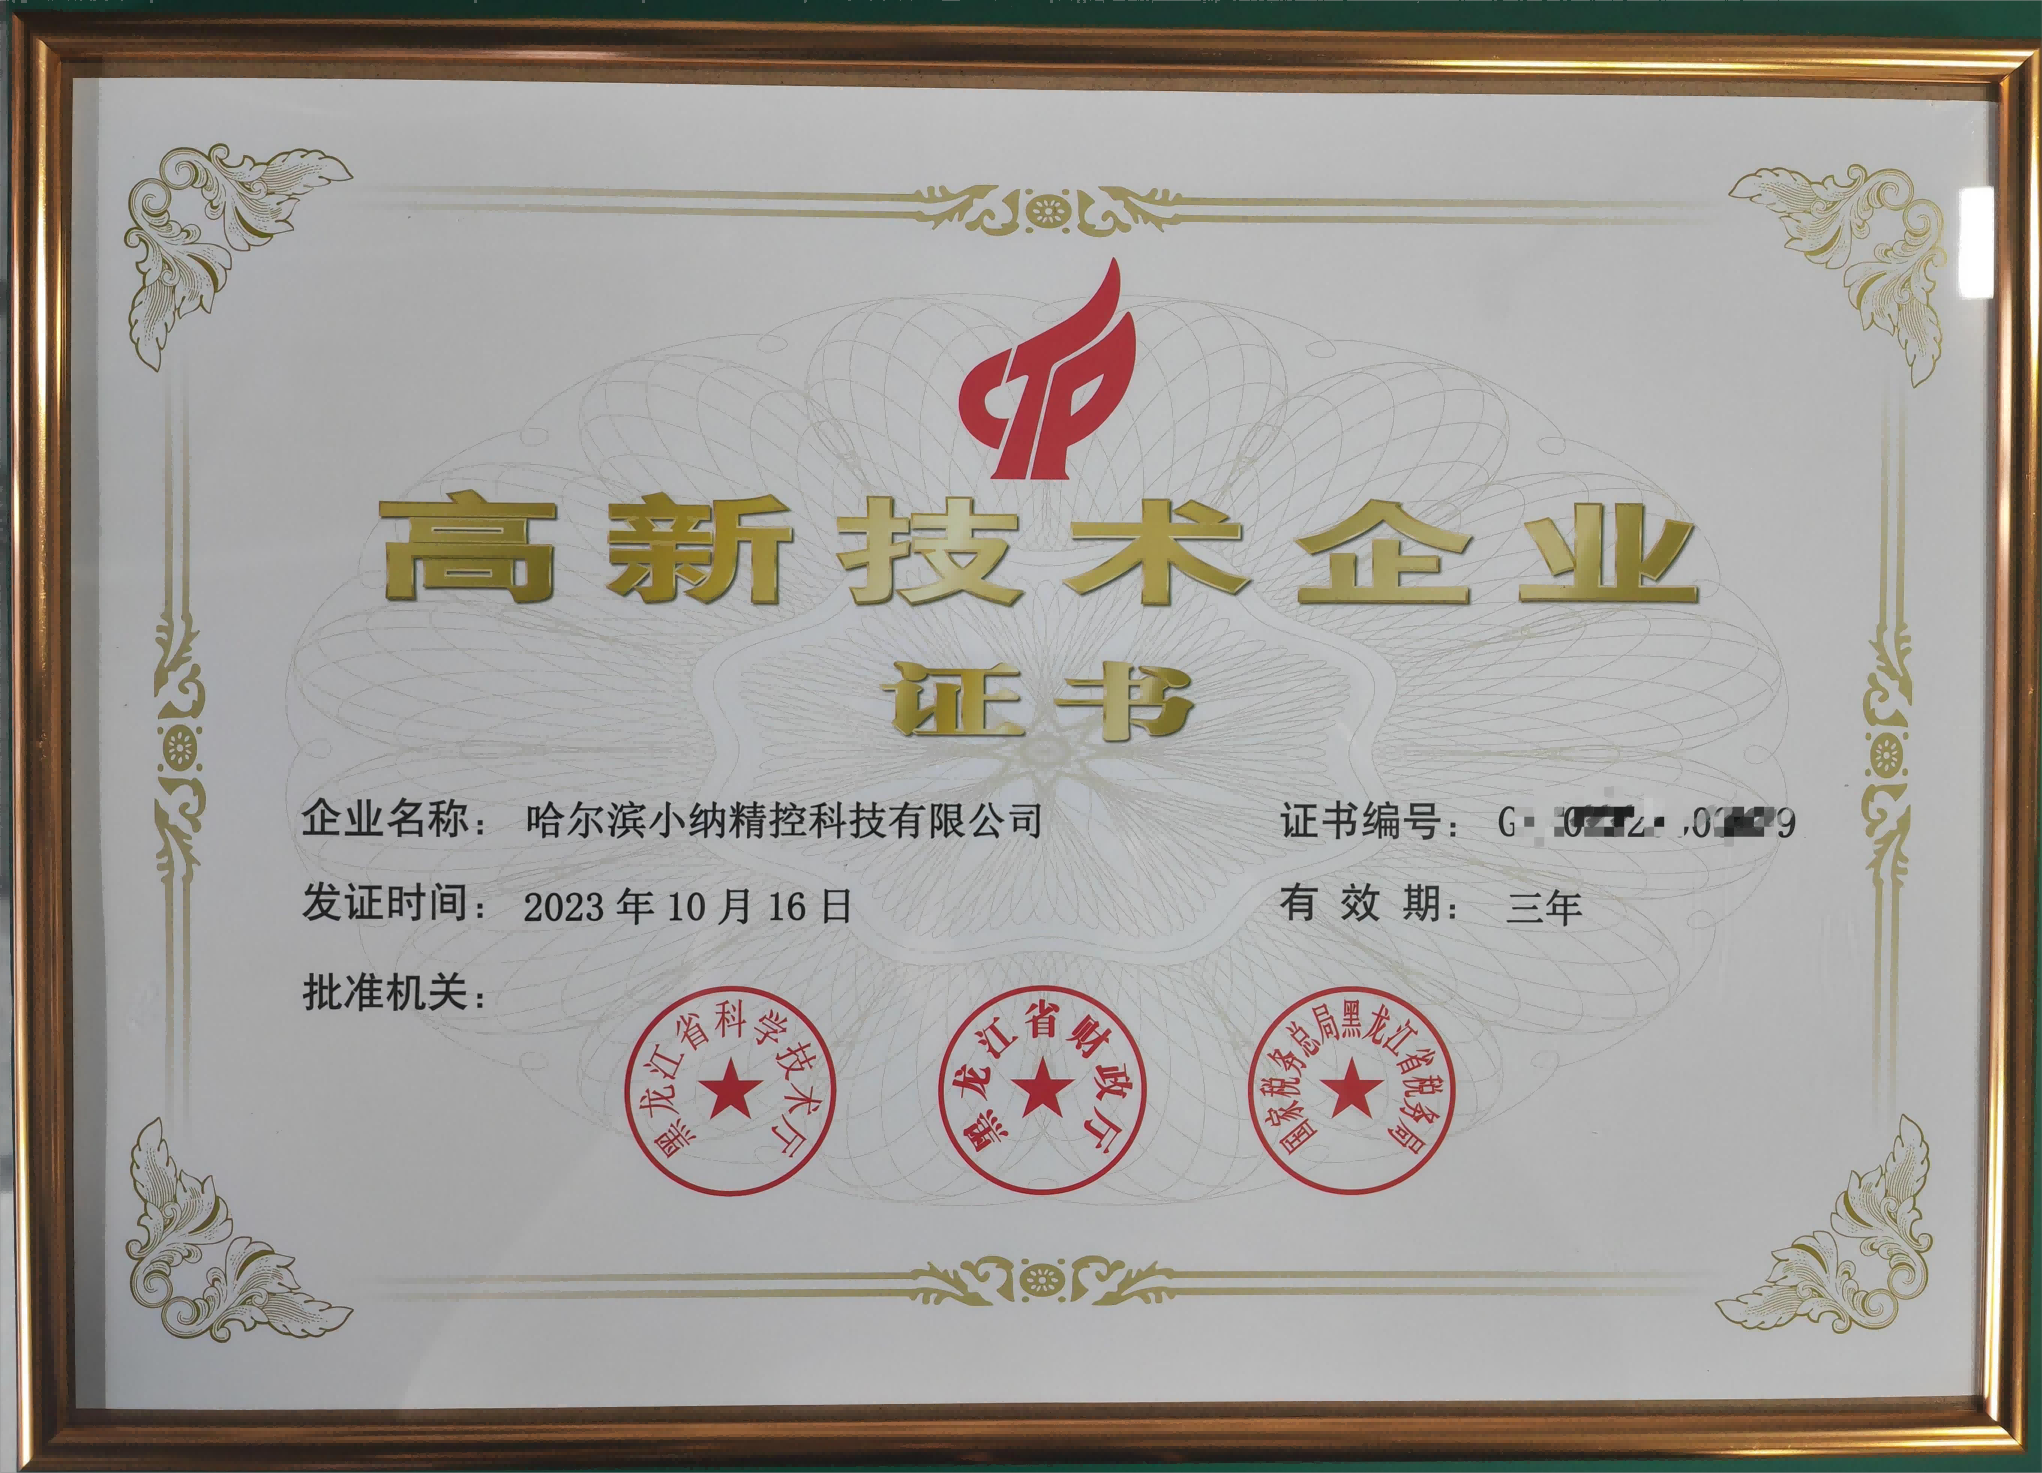 高新技术企业
证书
企业名称：哈尔滨小纳精控科技有限公司
证书编号：
发证时间：2023年10月16日
有效期：三年
批准机关：
黑龙江省科学技术厅
黑龙江省财政厅
国家税务总局黑龙江省税务局